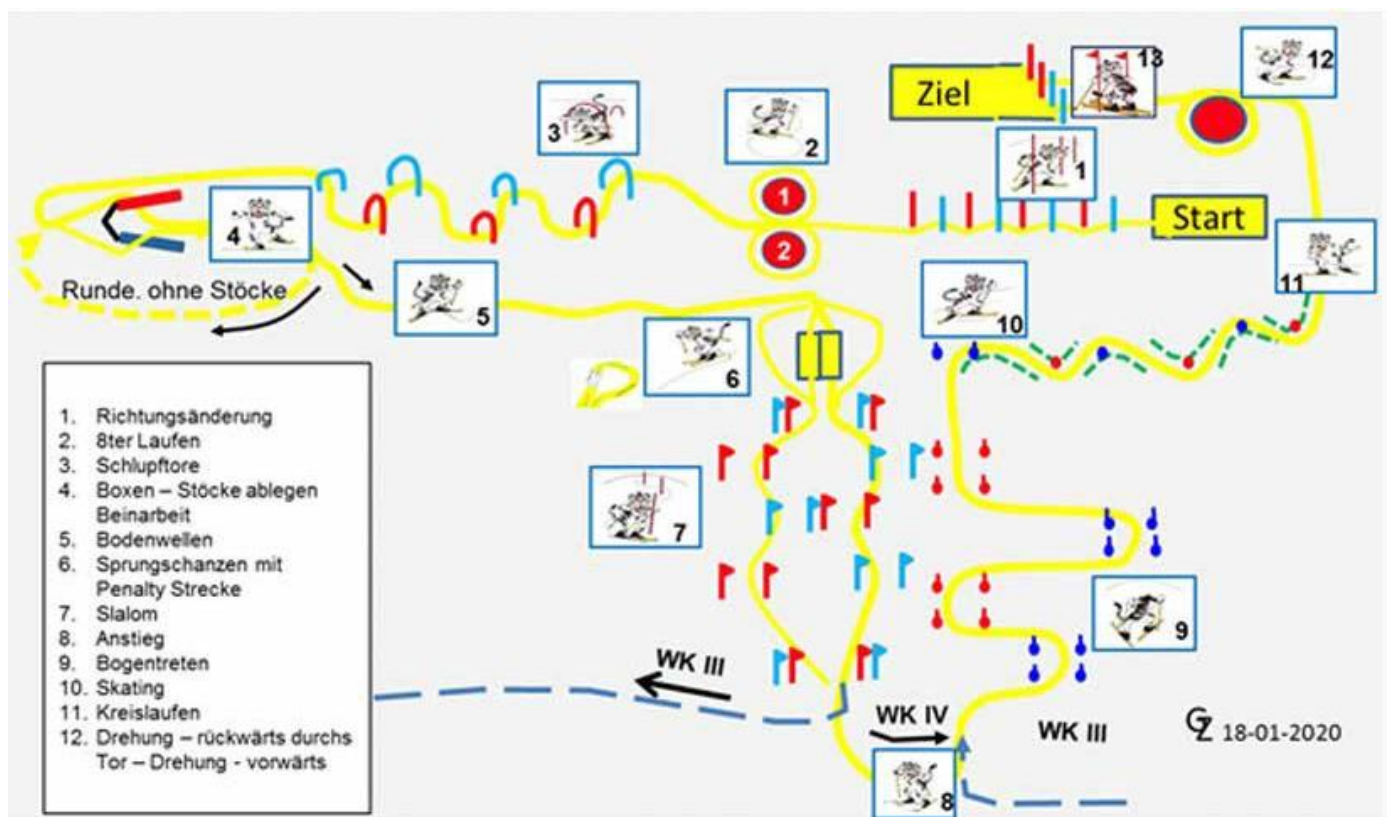 Ziel
13
12
3
2
1
1
2
Start
4
11
Runde. ohne Stöcke
5
10
6
1. Richtungsänderung
2. 8ter Laufen
3. Schlupftore
4. Boxen – Stöcke ablegen
Beinarbeit
5. Bodenwellen
6. Sprungschanzen mit
Penalty Strecke
7. Slalom
8. Anstieg
9. Bogentreten
10. Skating
11. Kreislaufen
12. Drehung – rückwärts durchs
Tor – Drehung - vorwärts
7
9
WK III
WK IV
WK III
GZ 18-01-2020
8